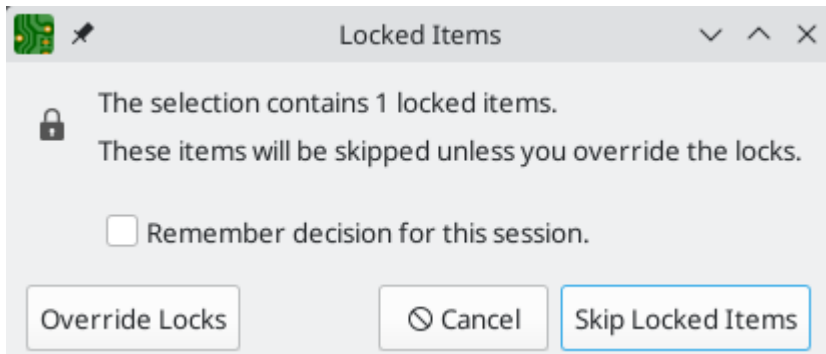 Locked Items
The selection contains 1 locked items.
These items will be skipped unless you override the locks.
Remember decision for this session.
Override Locks
Cancel
Skip Locked Items